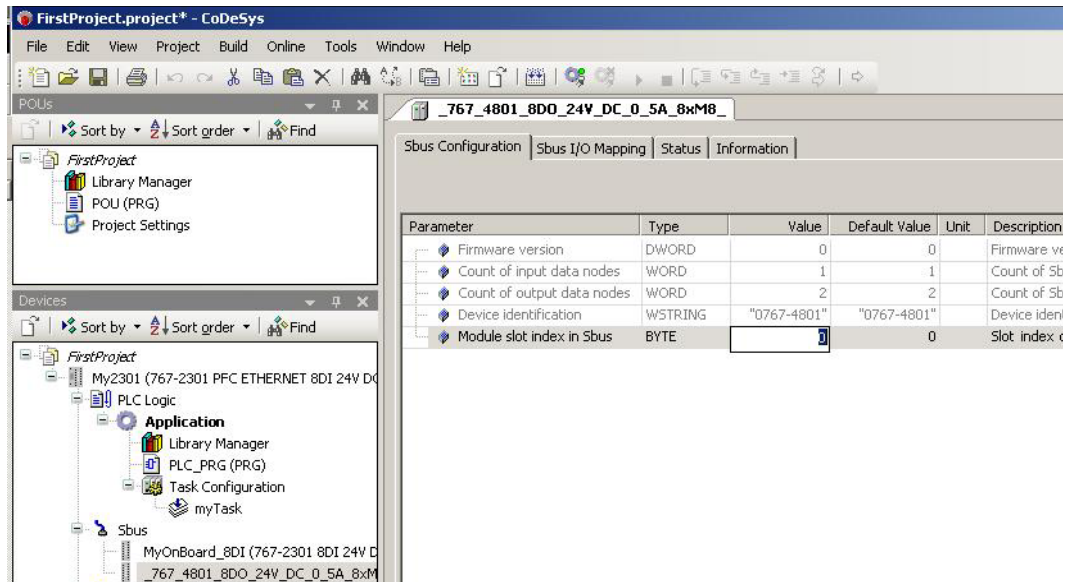 FirstProject.project* - CoDeSys
File Edit View Project Build Online Tools Window Help
POUs
Sort by Sort order Find
FirstProject
Library Manager
POU (PRG)
Project Settings
Devices
Sort by Sort order Find
FirstProject
My2301 (767-2301 PFC ETHERNET 8DI 24V DC
PLC Logic
Application
Library Manager
PLC_PRG (PRG)
Task Configuration
myTask
Sbus
MyOnBoard_8DI (767-2301 8DI 24V D
_767_4801_8DO_24V_DC_0_5A_8xM
_767_4801_8DO_24V_DC_0_5A_8xM8_
Sbus Configuration Sbus I/O Mapping Status Information
Parameter Type Value Default Value Unit Description
Firmware version DWORD 0 0 Firmware ve
Count of input data nodes WORD 1 1 Count of Sb
Count of output data nodes WORD 2 2 Count of Sb
Device identification WSTRING "0767-4801" "0767-4801" Device iden
Module slot index in Sbus BYTE 0 0 Slot index o